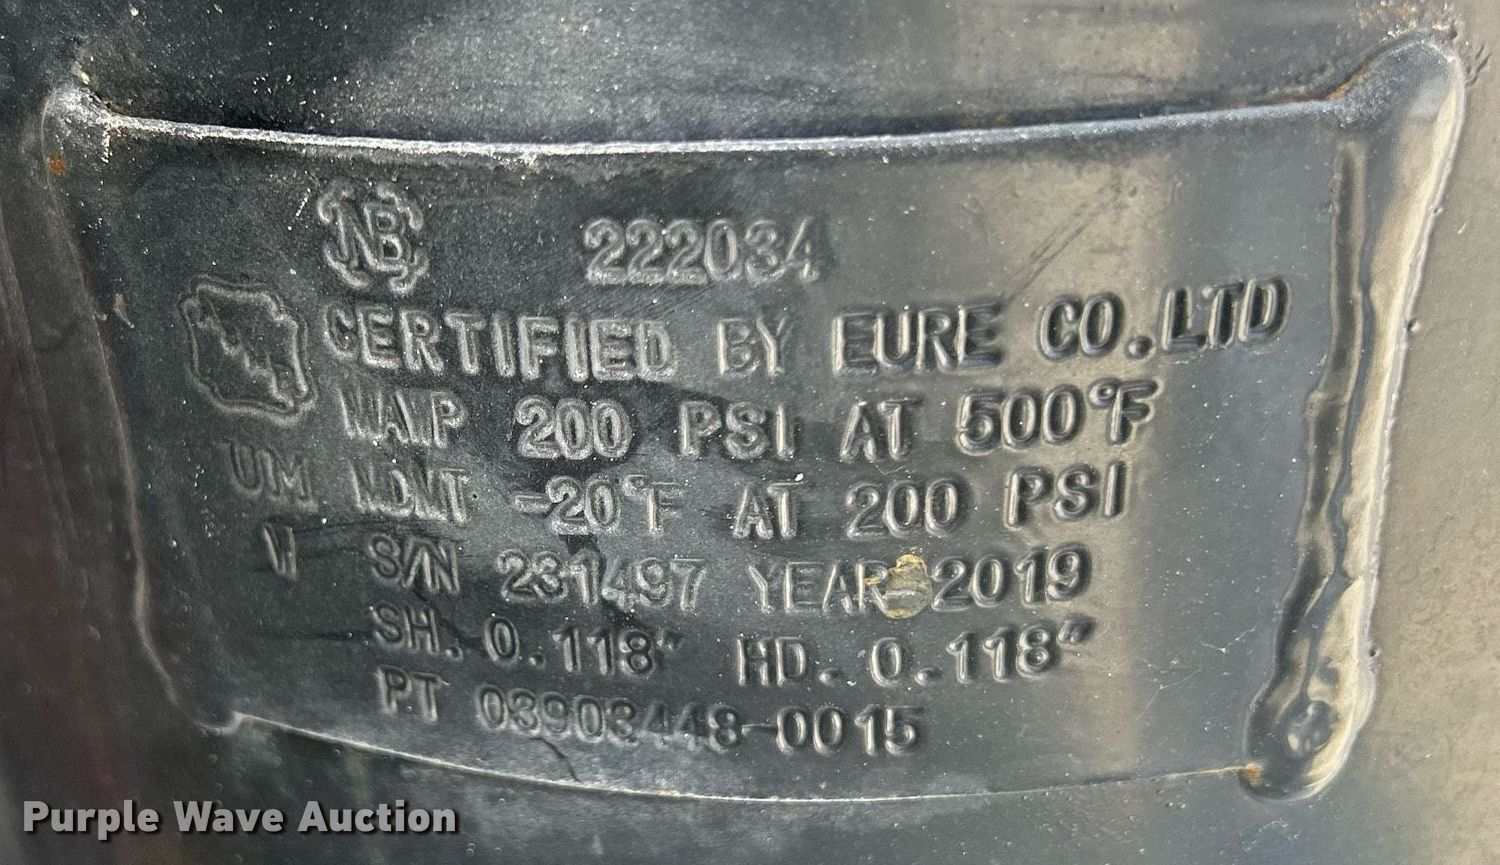 NB 222034
CERTIFIED BY EURE CO.LTD
MAWP 200 PSI AT 500°F
UM MDMT -20°F AT 200 PSI
W S/N 231497 YEAR 2019
SH. 0.118" HD. 0.118"
PT 03903448-0015
Purple Wave Auction